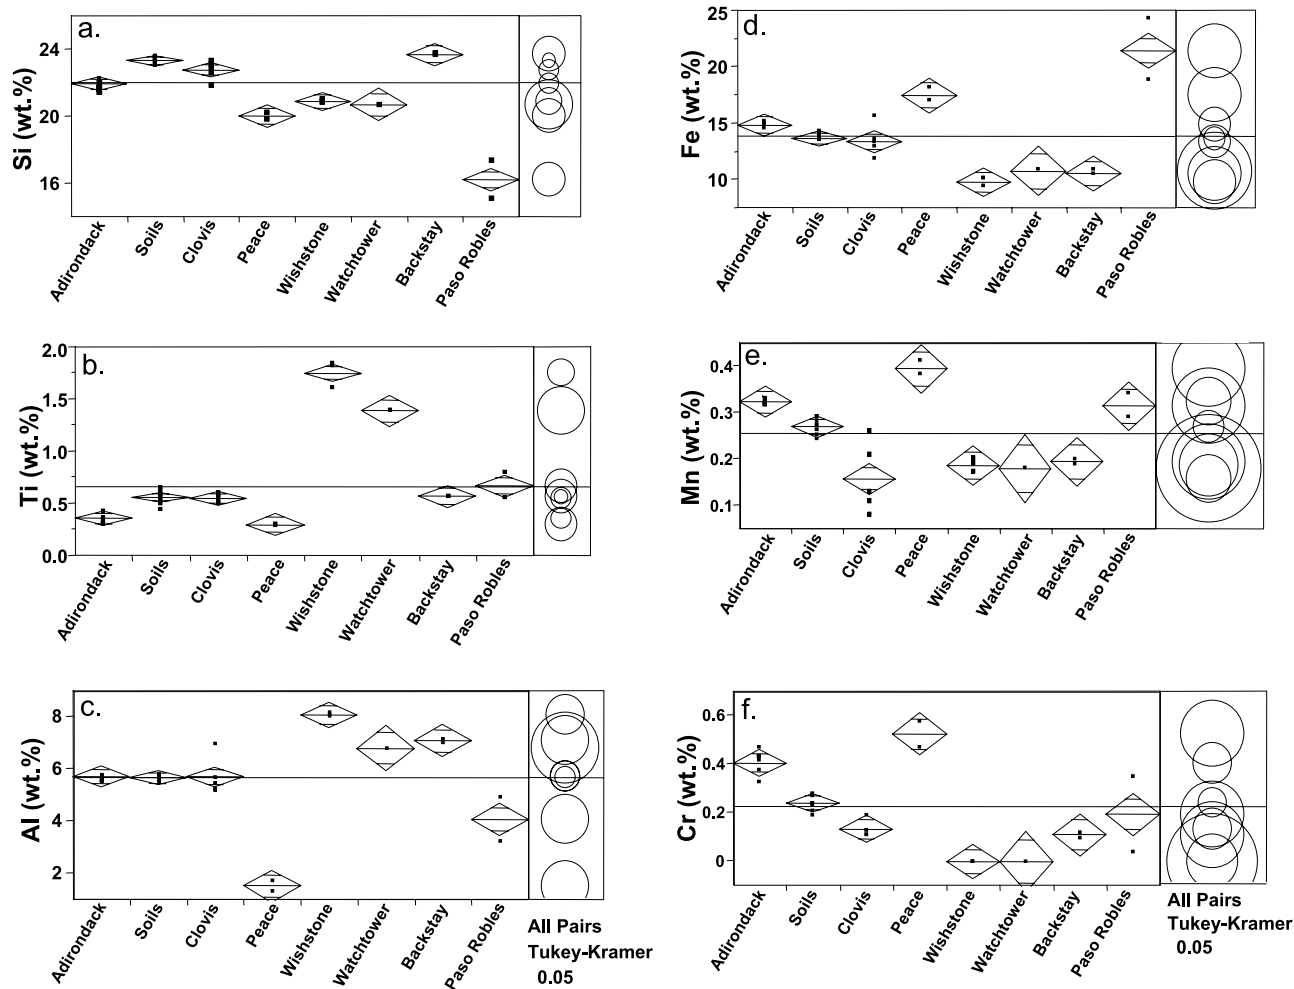 a.
Si (wt.%)
24
20
16
Adirondack
Soils
Clovis
Peace
Wishstone
Watchtower
Backstay
Paso Robles
b.
Ti (wt.%)
2.0
1.5
1.0
0.5
0.0
Adirondack
Soils
Clovis
Peace
Wishstone
Watchtower
Backstay
Paso Robles
c.
Al (wt.%)
8
6
4
2
Adirondack
Soils
Clovis
Peace
Wishstone
Watchtower
Backstay
Paso Robles
All Pairs
Tukey-Kramer
0.05
d.
Fe (wt.%)
25
20
15
10
Adirondack
Soils
Clovis
Peace
Wishstone
Watchtower
Backstay
Paso Robles
e.
Mn (wt.%)
0.4
0.3
0.2
0.1
Adirondack
Soils
Clovis
Peace
Wishstone
Watchtower
Backstay
Paso Robles
f.
Cr (wt.%)
0.6
0.4
0.2
0
Adirondack
Soils
Clovis
Peace
Wishstone
Watchtower
Backstay
Paso Robles
All Pairs
Tukey-Kramer
0.05